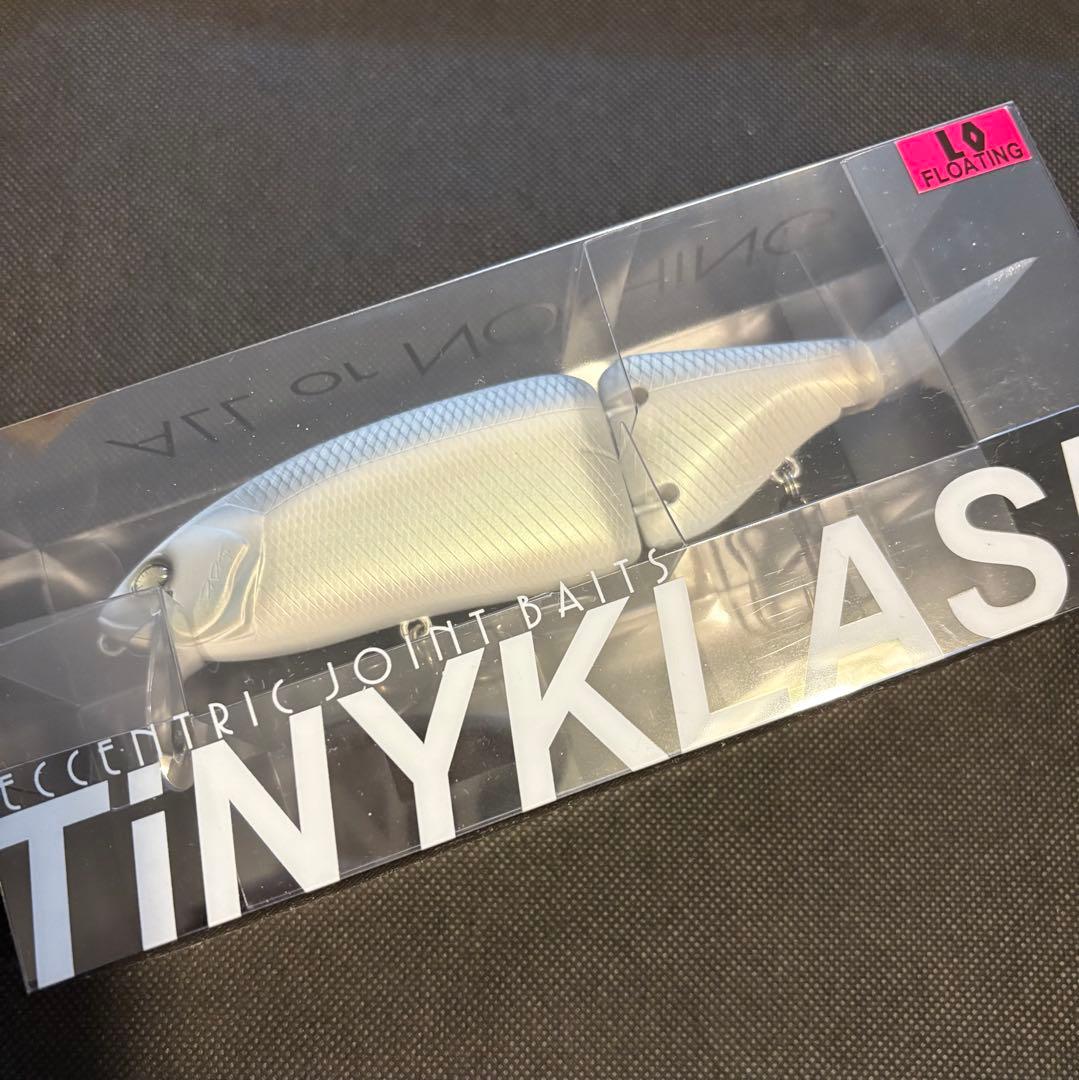 LO
FLOATING
ALL or NOTHING
ECCENTRIC JOINT BAITS
TiNYKLAS